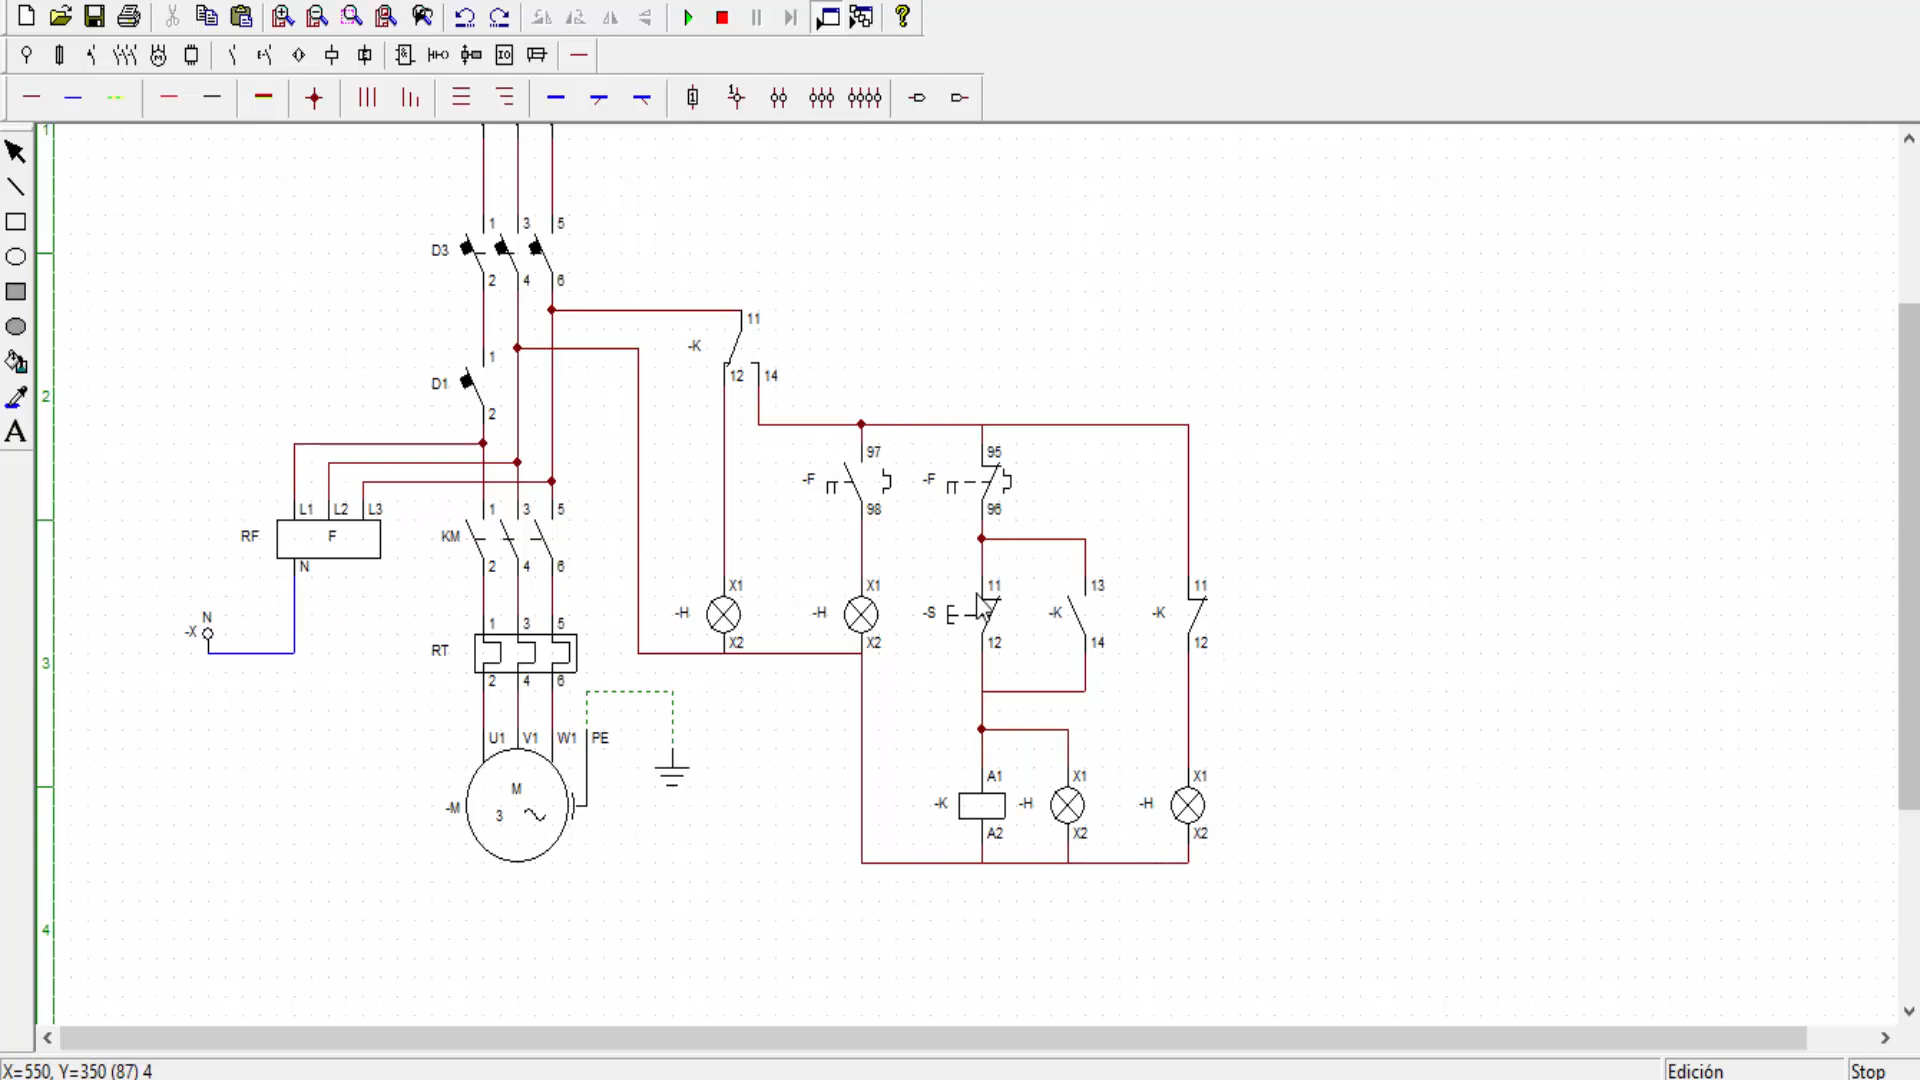 1
1 3 5
D3
2 4 6
11
-K
1
12 14
D1
2
2
97 95
-F -F
L1 L2 L3 1 3 5 98 96
RF F KM
N 2 4 6
X1 X1 11 13 11
N
-X
-H -H -S -K -K
1 3 5
X2 X2 12 14 12
RT
3
2 4 6
U1 V1 W1 PE
A1 X1 X1
M
-M 3
-K -H -H
A2 X2 X2
4
A
X=550, Y=350 (87) 4 Edición Stop